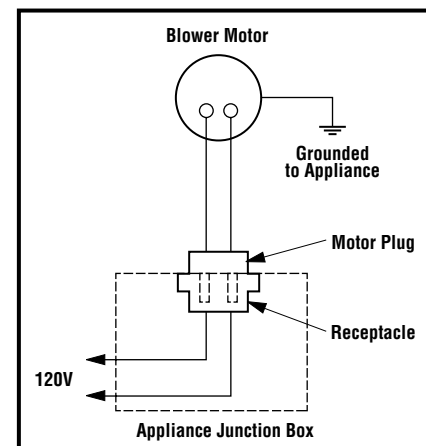 Blower Motor
Grounded
to Appliance
Motor Plug
Receptacle
120V
Appliance Junction Box